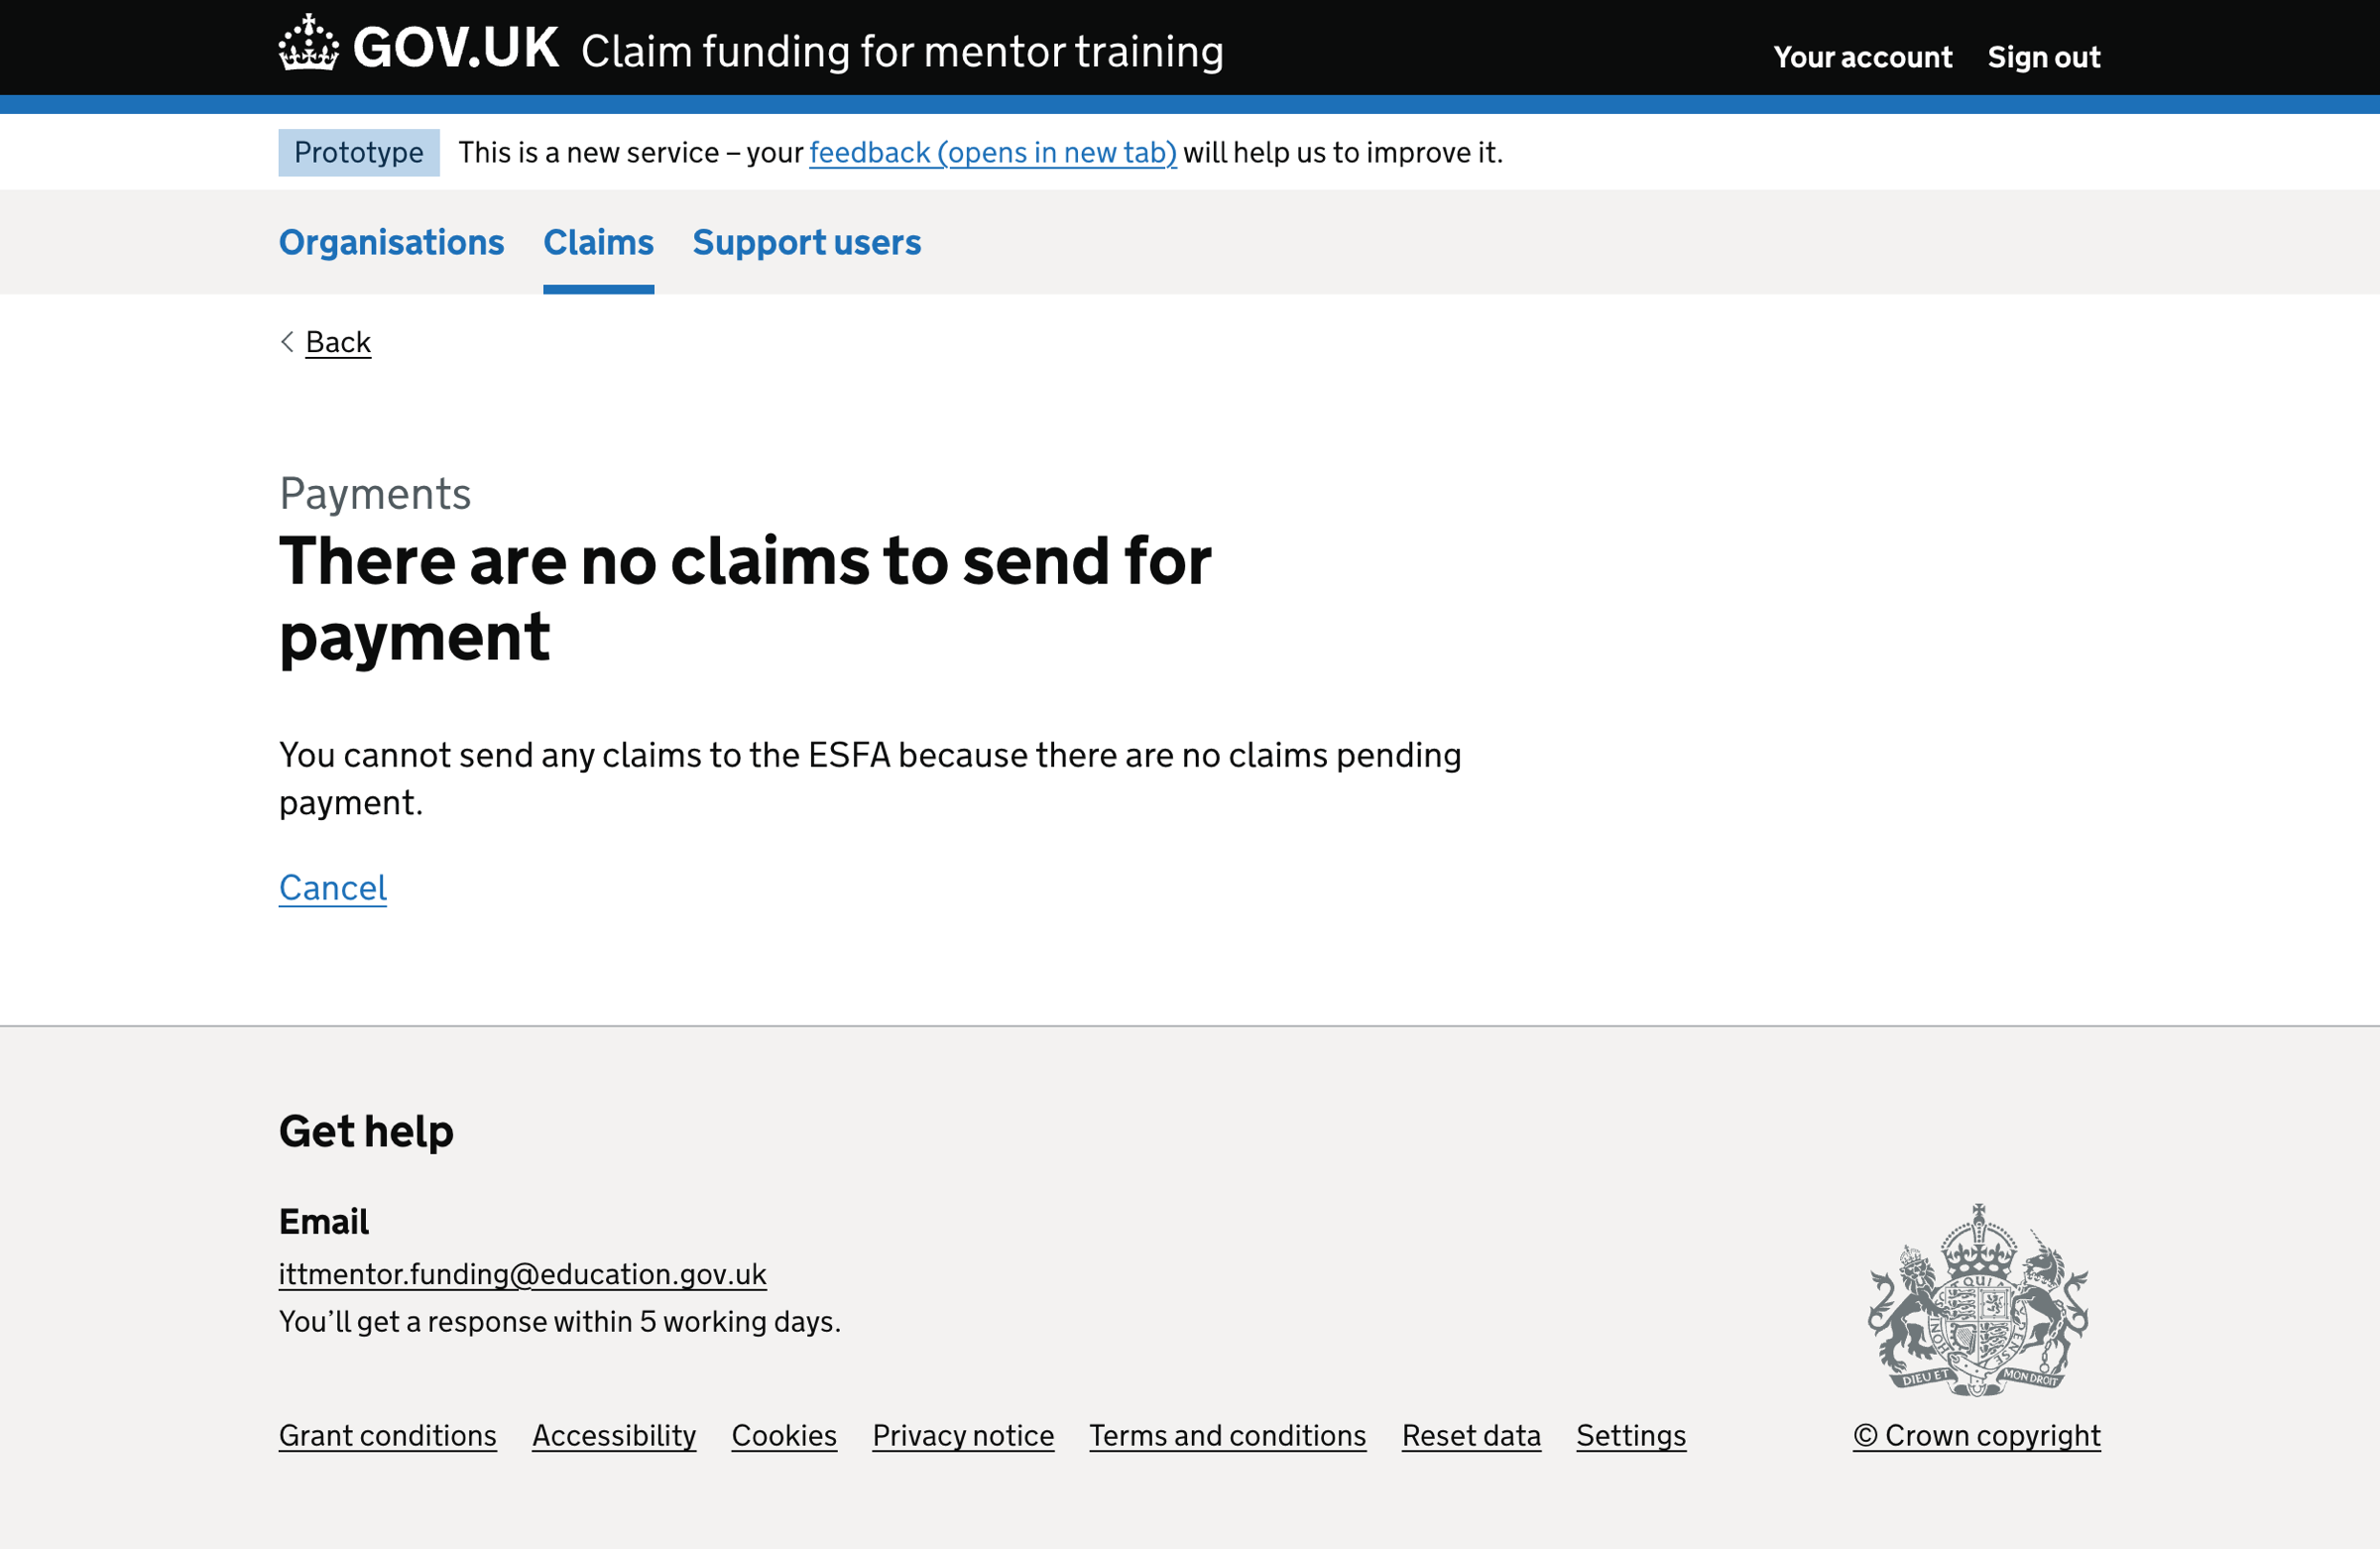 GOV.UK Claim funding for mentor training
Your account Sign out
Prototype This is a new service – your feedback (opens in new tab) will help us to improve it.
Organisations Claims Support users
Back
Payments
There are no claims to send for
payment
You cannot send any claims to the ESFA because there are no claims pending
payment.
Cancel
Get help
Email
ittmentor.funding@education.gov.uk
You’ll get a response within 5 working days.
QUI
HONI
PENSE
DIEU ET MON DROIT
Grant conditions Accessibility Cookies Privacy notice Terms and conditions Reset data Settings © Crown copyright